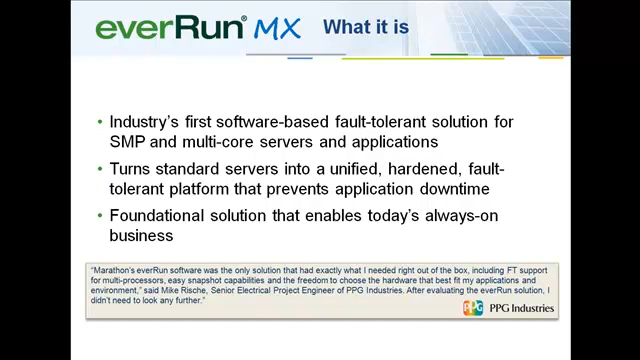 everRun® MX What it is
• Industry's first software-based fault-tolerant solution for
SMP and multi-core servers and applications
• Turns standard servers into a unified, hardened, fault-
tolerant platform that prevents application downtime
• Foundational solution that enables today's always-on
business
"Marathon's everRun software was the only solution that had exactly what I needed right out of the box, including FT support
for multi-processors, easy snapshot capabilities and the freedom to choose the hardware that best fit my applications and
environment," said Mike Rische, Senior Electrical Project Engineer of PPG Industries. After evaluating the everRun solution, I
didn't need to look any further."
PPG PPG Industries